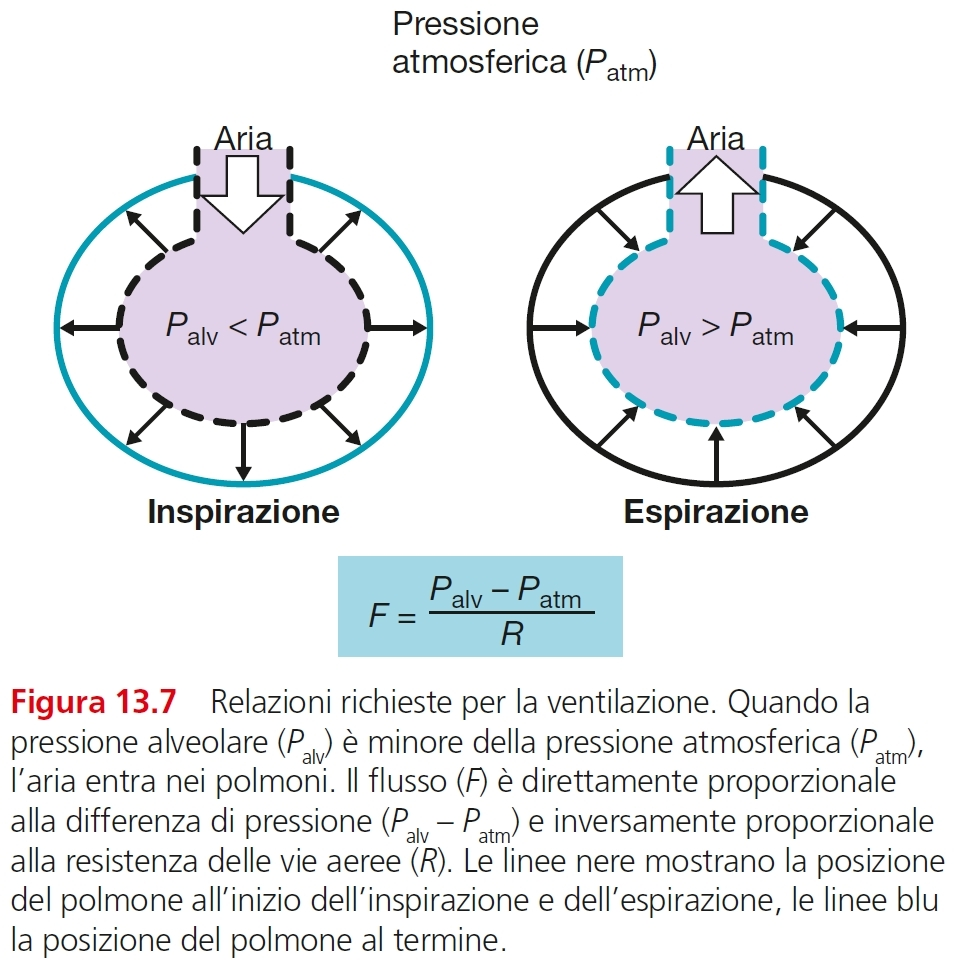 Pressione
atmosferica (Patm)
Aria
Aria
Palv < Patm
Palv > Patm
Inspirazione
Espirazione
F = Palv – Patm
R
Figura 13.7 Relazioni richieste per la ventilazione. Quando la
pressione alveolare (Palv) è minore della pressione atmosferica (Patm),
l’aria entra nei polmoni. Il flusso (F) è direttamente proporzionale
alla differenza di pressione (Palv – Patm) e inversamente proporzionale
alla resistenza delle vie aeree (R). Le linee nere mostrano la posizione
del polmone all’inizio dell’inspirazione e dell’espirazione, le linee blu
la posizione del polmone al termine.